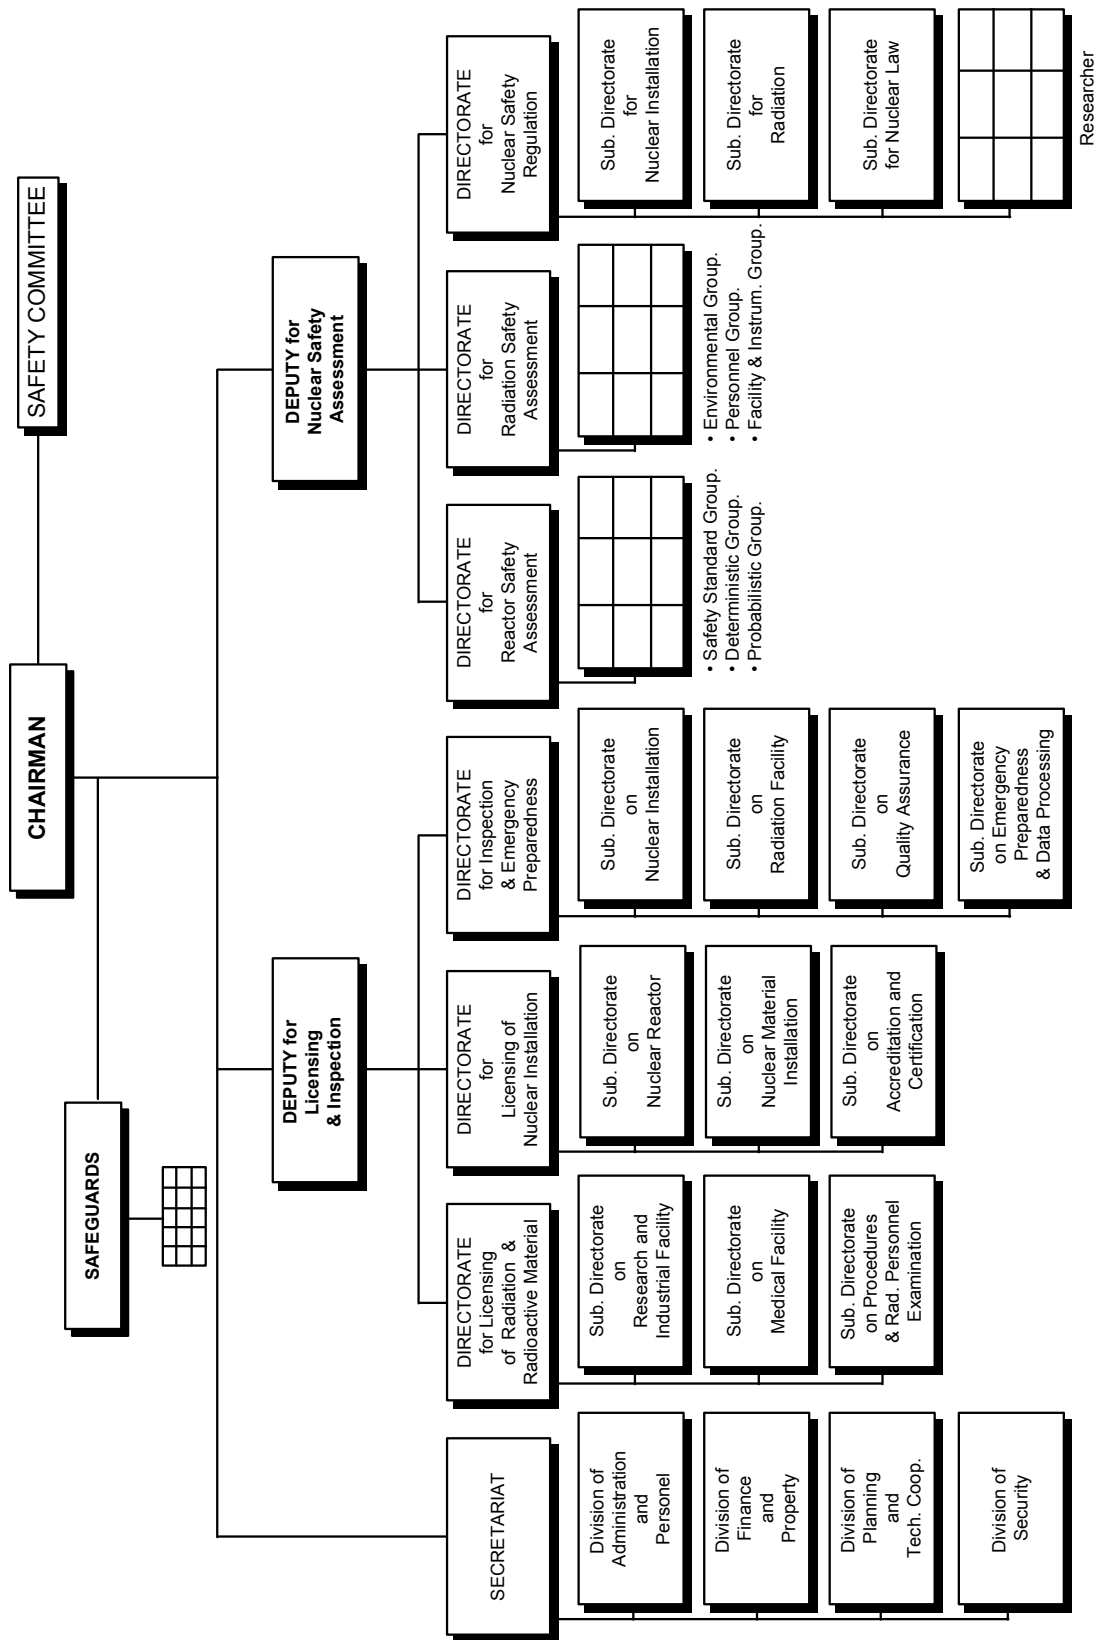 CHAIRMAN
SAFETY COMMITTEE
SAFEGUARDS
SECRETARIAT
Division of
Administration
and
Personel
Division of
Finance
and
Property
Division of
Planning
and
Tech. Coop.
Division of
Security
DEPUTY for
Licensing
& Inspection
DIRECTORATE
for Licensing
of Radiation &
Radioactive Material
Sub. Directorate
on
Research and
Industrial Facility
Sub. Directorate
on
Medical Facility
Sub. Directorate
on Procedures
& Rad. Personnel
Examination
DIRECTORATE
for
Licensing of
Nuclear Installation
Sub. Directorate
on
Nuclear Reactor
Sub. Directorate
on
Nuclear Material
Installation
Sub. Directorate
on
Accreditation and
Certification
DIRECTORATE
for Inspection
& Emergency
Preparedness
Sub. Directorate
on
Nuclear Installation
Sub. Directorate
on
Radiation Facility
Sub. Directorate
on
Quality Assurance
Sub. Directorate
on Emergency
Preparedness
& Data Processing
DEPUTY for
Nuclear Safety
Assessment
DIRECTORATE
for
Reactor Safety
Assessment
• Safety Standard Group.
• Deterministic Group.
• Probabilistic Group.
DIRECTORATE
for
Radiation Safety
Assessment
• Environmental Group.
• Personnel Group.
• Facility & Instrum. Group.
DIRECTORATE
for
Nuclear Safety
Regulation
Sub. Directorate
for
Nuclear Installation
Sub. Directorate
for
Radiation
Sub. Directorate
for Nuclear Law
Researcher